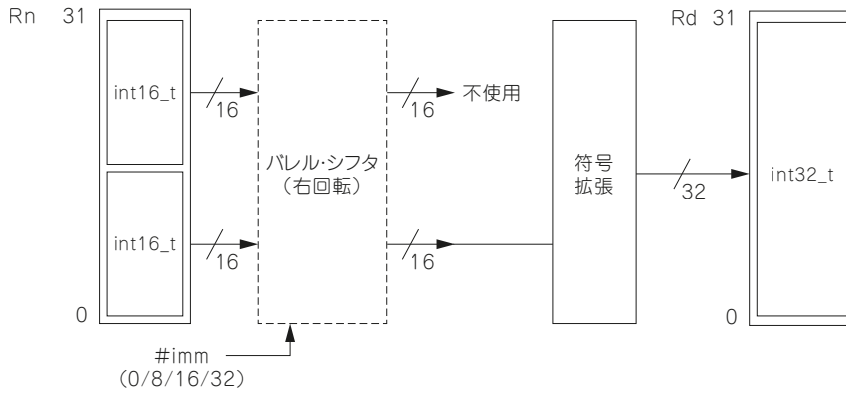 Rn 31
Rd 31
int16_t
16
16
不使用
バレル・シフタ
(右回転)
符号
拡張
32
int32_t
int16_t
16
16
0
0
#imm
(0/8/16/32)